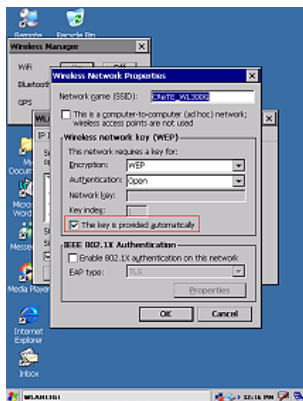 Remote
Recycle Bin
Wireless Manager
WiFi
Bluetooth
GPS
Wireless Network Properties
Network name (SSID):
This is a computer-to-computer (ad hoc) network;
wireless access points are not used
Wireless network key (WEP)
This network requires a key for:
Encryption: WEP
Authentication: Open
Network key:
Key index: 1
The key is provided automatically
IEEE 802.1X Authentication
Enable 802.1X authentication on this network
EAP type: TLS
Properties
OK Cancel
Media Player
Internet
Explorer
Inbox
12:16 PM